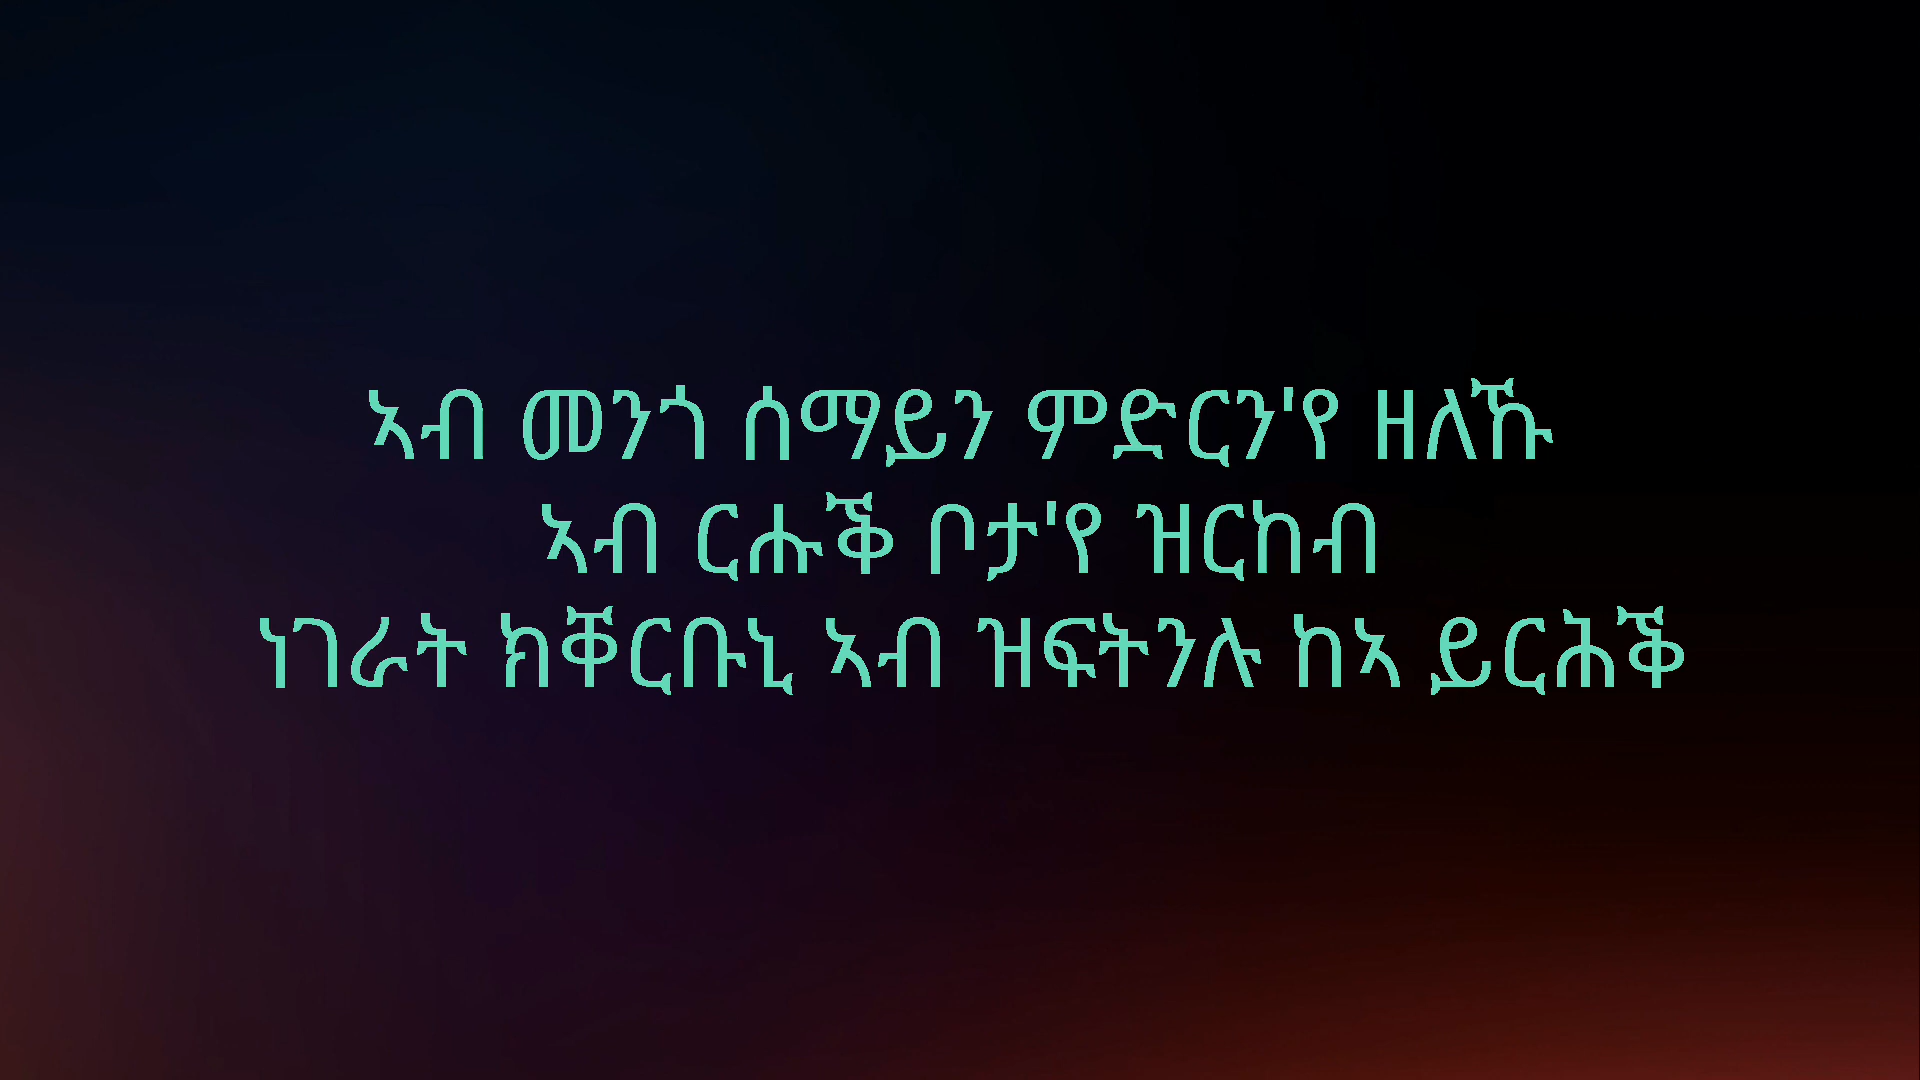 ኣብ መንጎ ሰማይን ምድርን'የ ዘለኹ
ኣብ ርሑቕ ቦታ'የ ዝርከብ
ነገራት ክቐርቡኒ ኣብ ዝፍትንሉ ከኣ ይርሕቕ